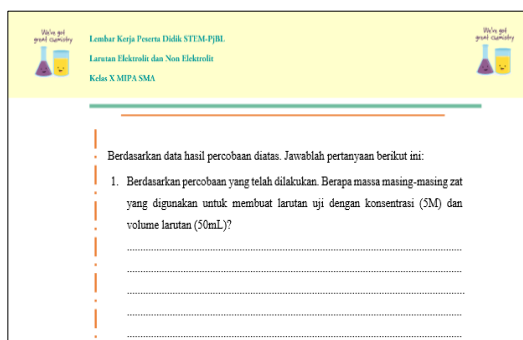 We've got
great chemistry
We've got
great chemistry
Lembar Kerja Peserta Didik STEM-PjBL
Larutan Elektrolit dan Non Elektrolit
Kelas X MIPA SMA
Berdasarkan data hasil percobaan diatas. Jawablah pertanyaan berikut ini:
1. Berdasarkan percobaan yang telah dilakukan. Berapa massa masing-masing zat
yang digunakan untuk membuat larutan uji dengan konsentrasi (5M) dan
volume larutan (50mL)?